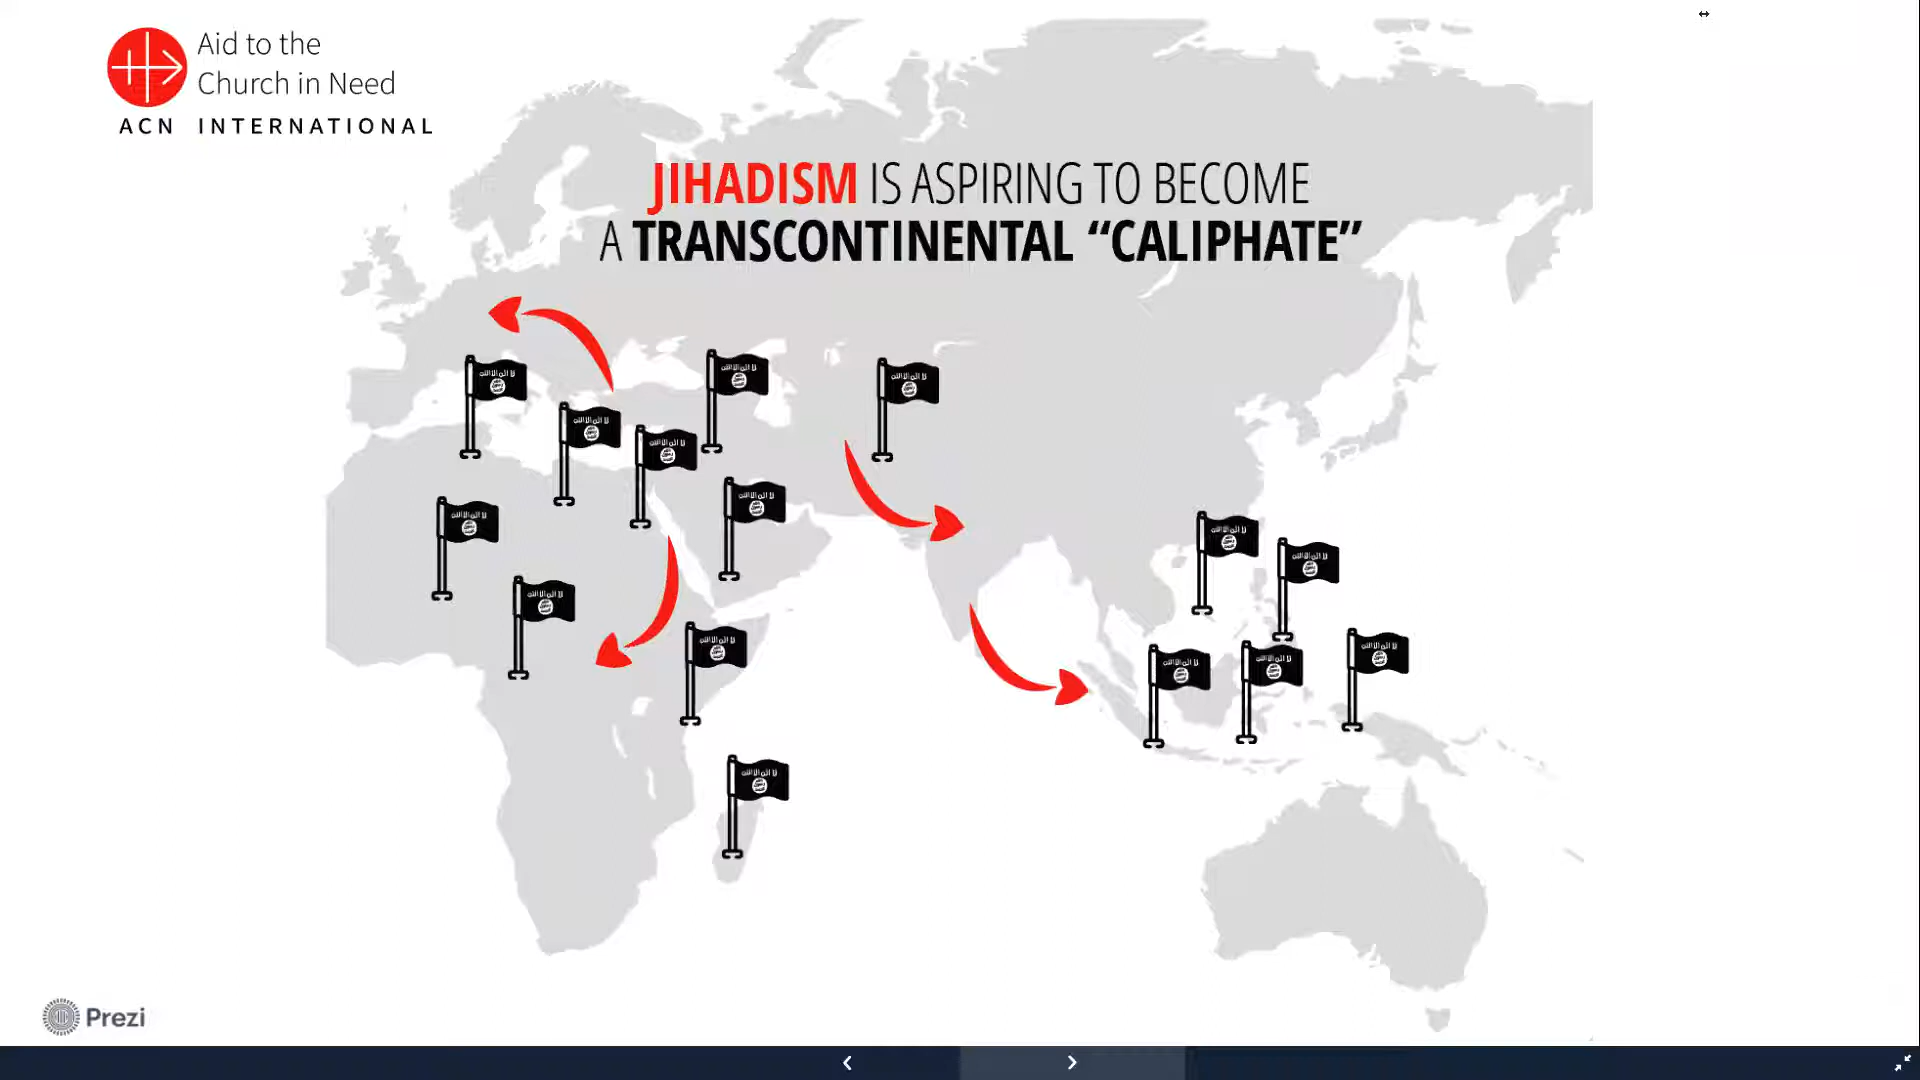 Aid to the
Church in Need
ACN INTERNATIONAL
JIHADISM IS ASPIRING TO BECOME
A TRANSCONTINENTAL “CALIPHATE”
Prezi